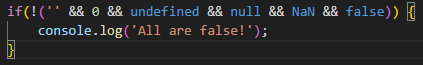 if(!('' && 0 && undefined && null && NaN && false)) {
    console.log('All are false!');
}